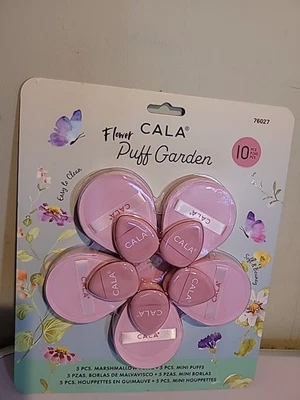 76027
Flower CALA®
Puff Garden
10
Easy to Clean
CALA
CALA
CALA
CALA
CALA
CALA
CALA
5 PCS. MARSHMALLOW • 5 PCS. MINI PUFFS
5 PZAS. BORLAS DE MALVAVISCO • 5 PZAS. MINI BORLAS
5 PCS. HOUPPETTES EN GUIMAUVE • 5 PCS. MINI HOUPPETTES